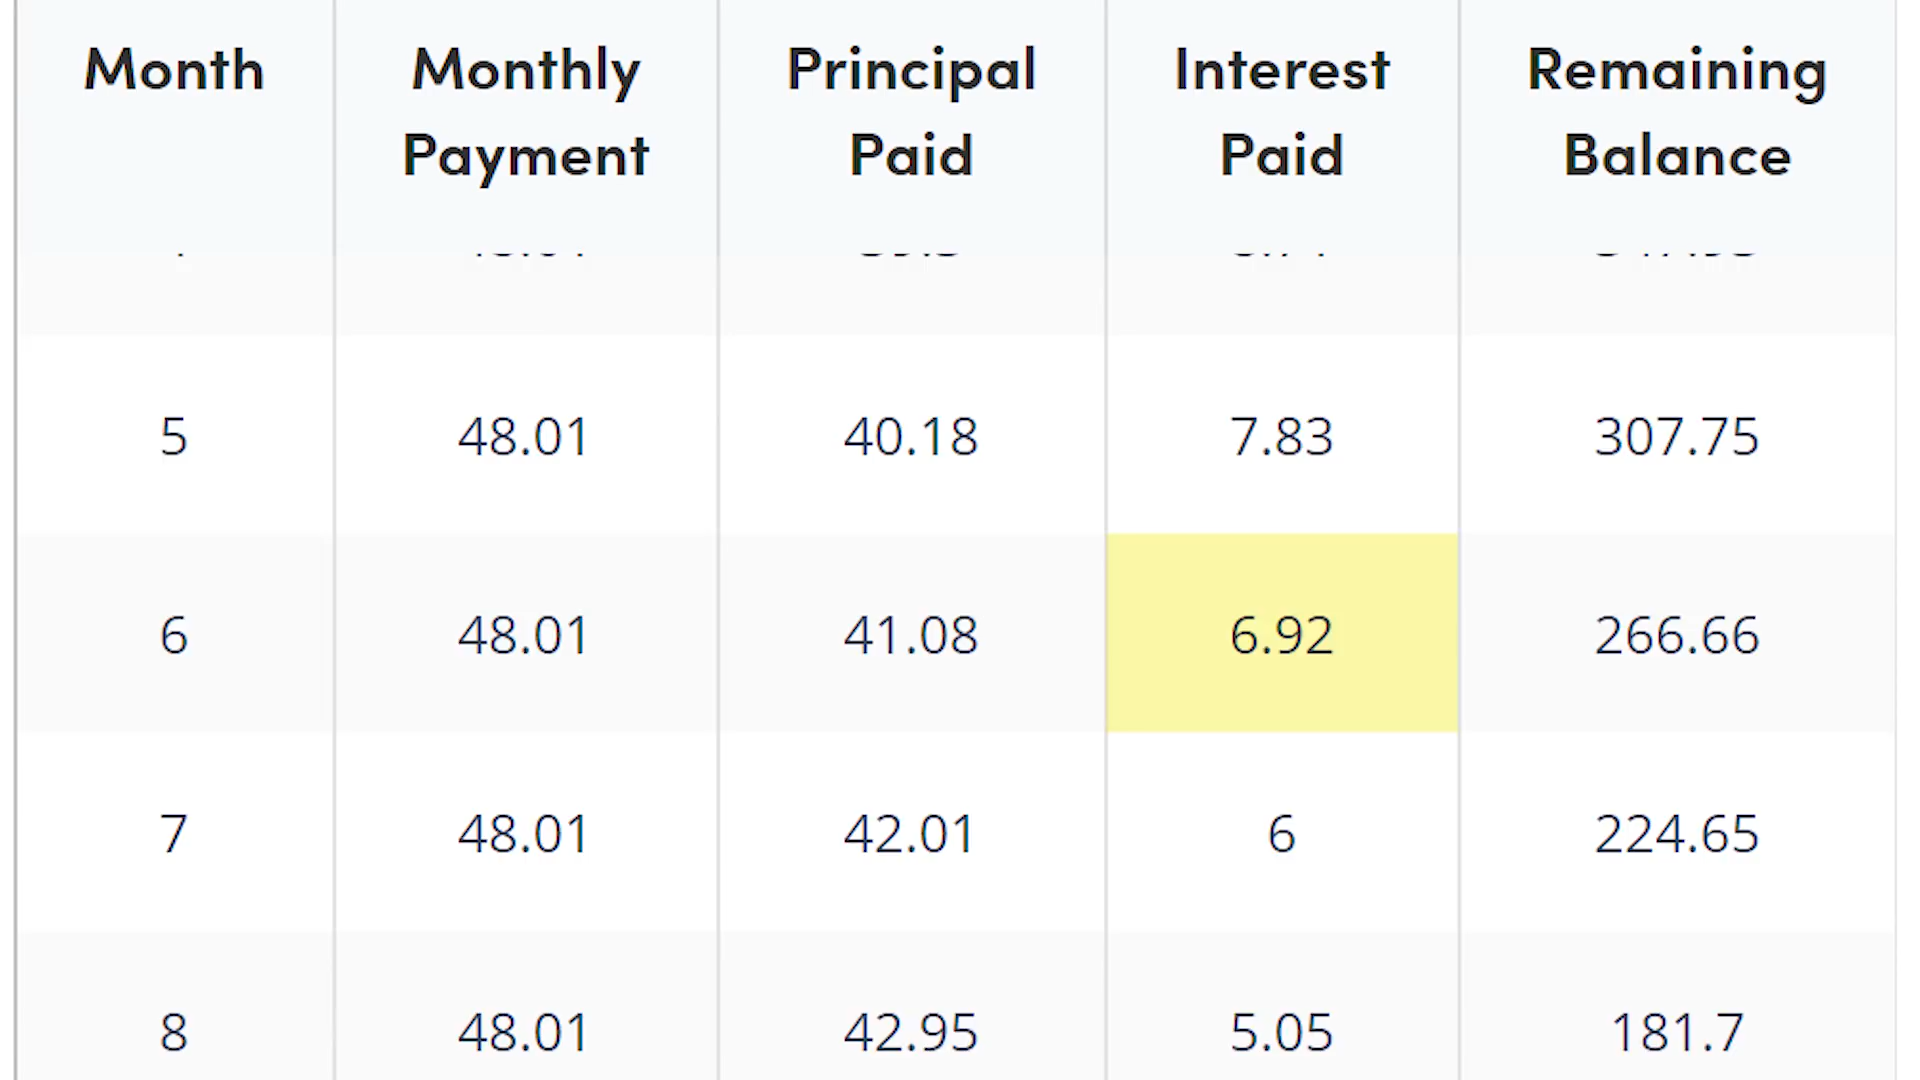 Month Monthly Payment Principal Paid Interest Paid Remaining Balance
5 48.01 40.18 7.83 307.75
6 48.01 41.08 6.92 266.66
7 48.01 42.01 6 224.65
8 48.01 42.95 5.05 181.7